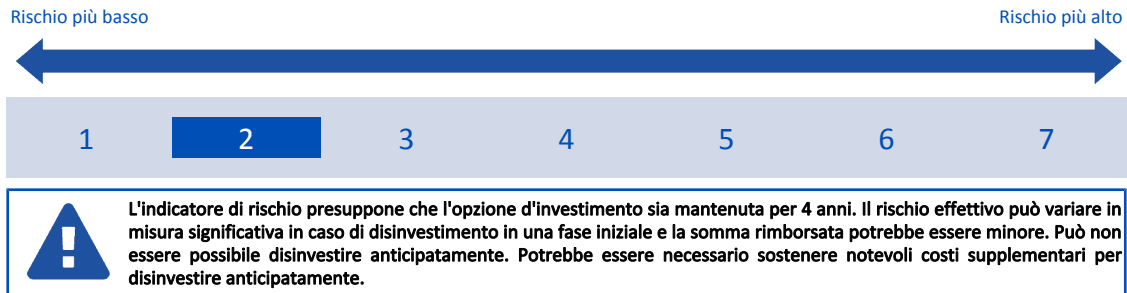 Rischio più basso Rischio più alto
1 2 3 4 5 6 7
L'indicatore di rischio presuppone che l'opzione d'investimento sia mantenuta per 4 anni. Il rischio effettivo può variare in
misura significativa in caso di disinvestimento in una fase iniziale e la somma rimborsata potrebbe essere minore. Può non
essere possibile disinvestire anticipatamente. Potrebbe essere necessario sostenere notevoli costi supplementari per
disinvestire anticipatamente.